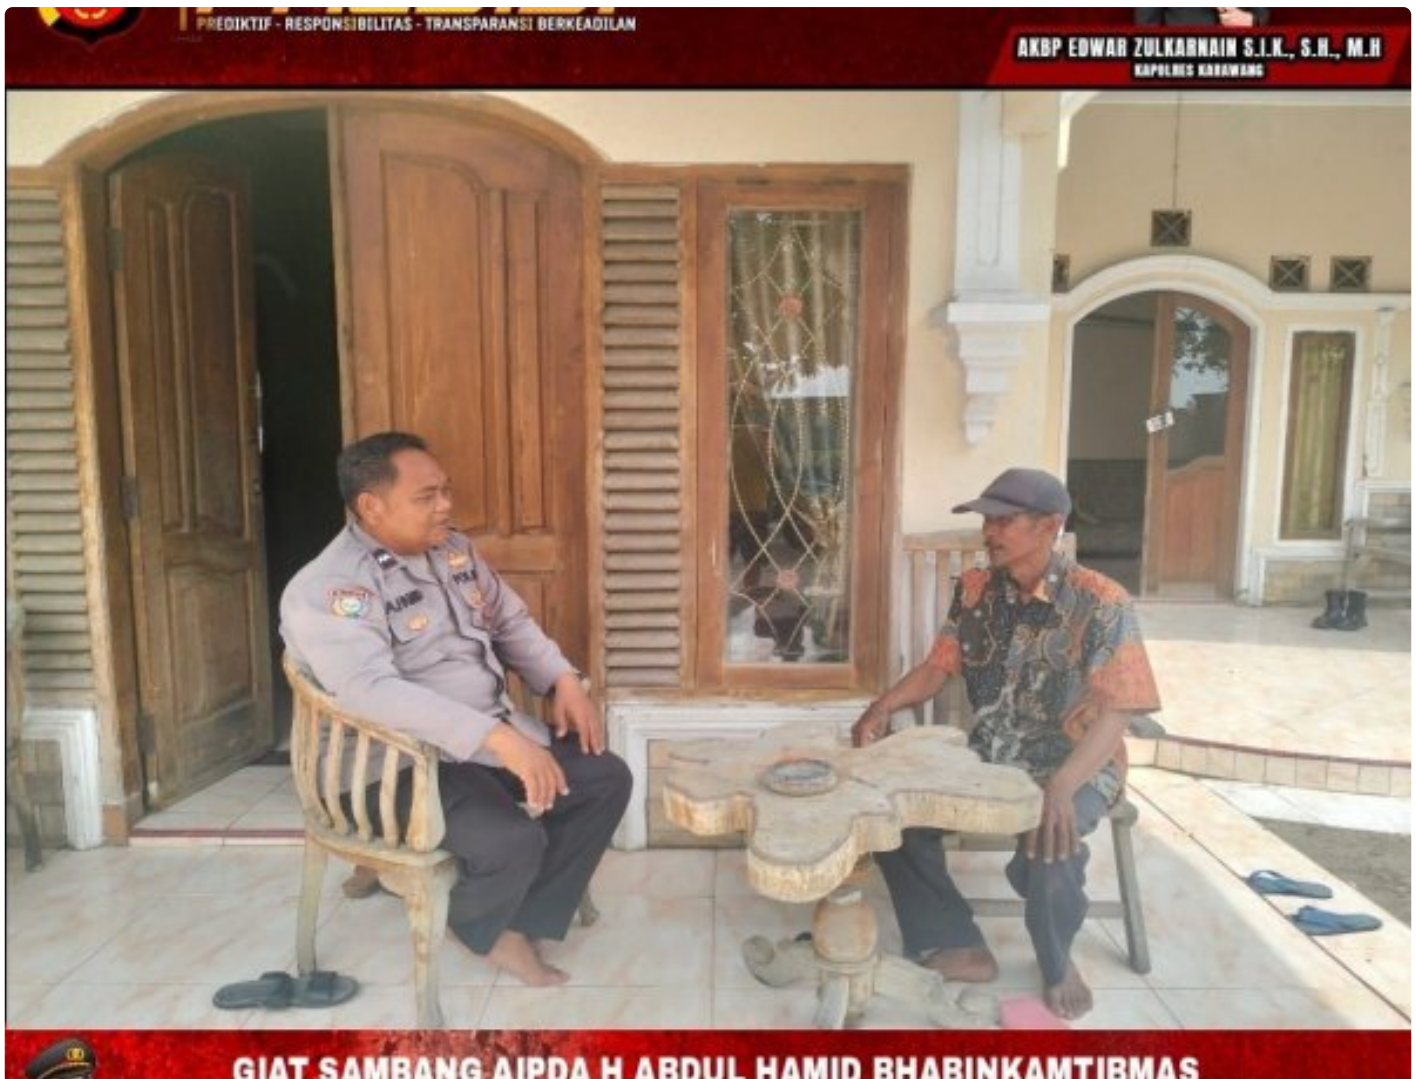 PREDIKTIF - RESPONSIBILITAS - TRANSPARANSI BERKEADILAN
AKBP EDWAR ZULKARNAIN S.I.K., S.H., M.H
KAPOLRES KARAWANG
GIAT SAMBANG AIPDA H ABDUL HAMID BHABINKAMTIBMAS